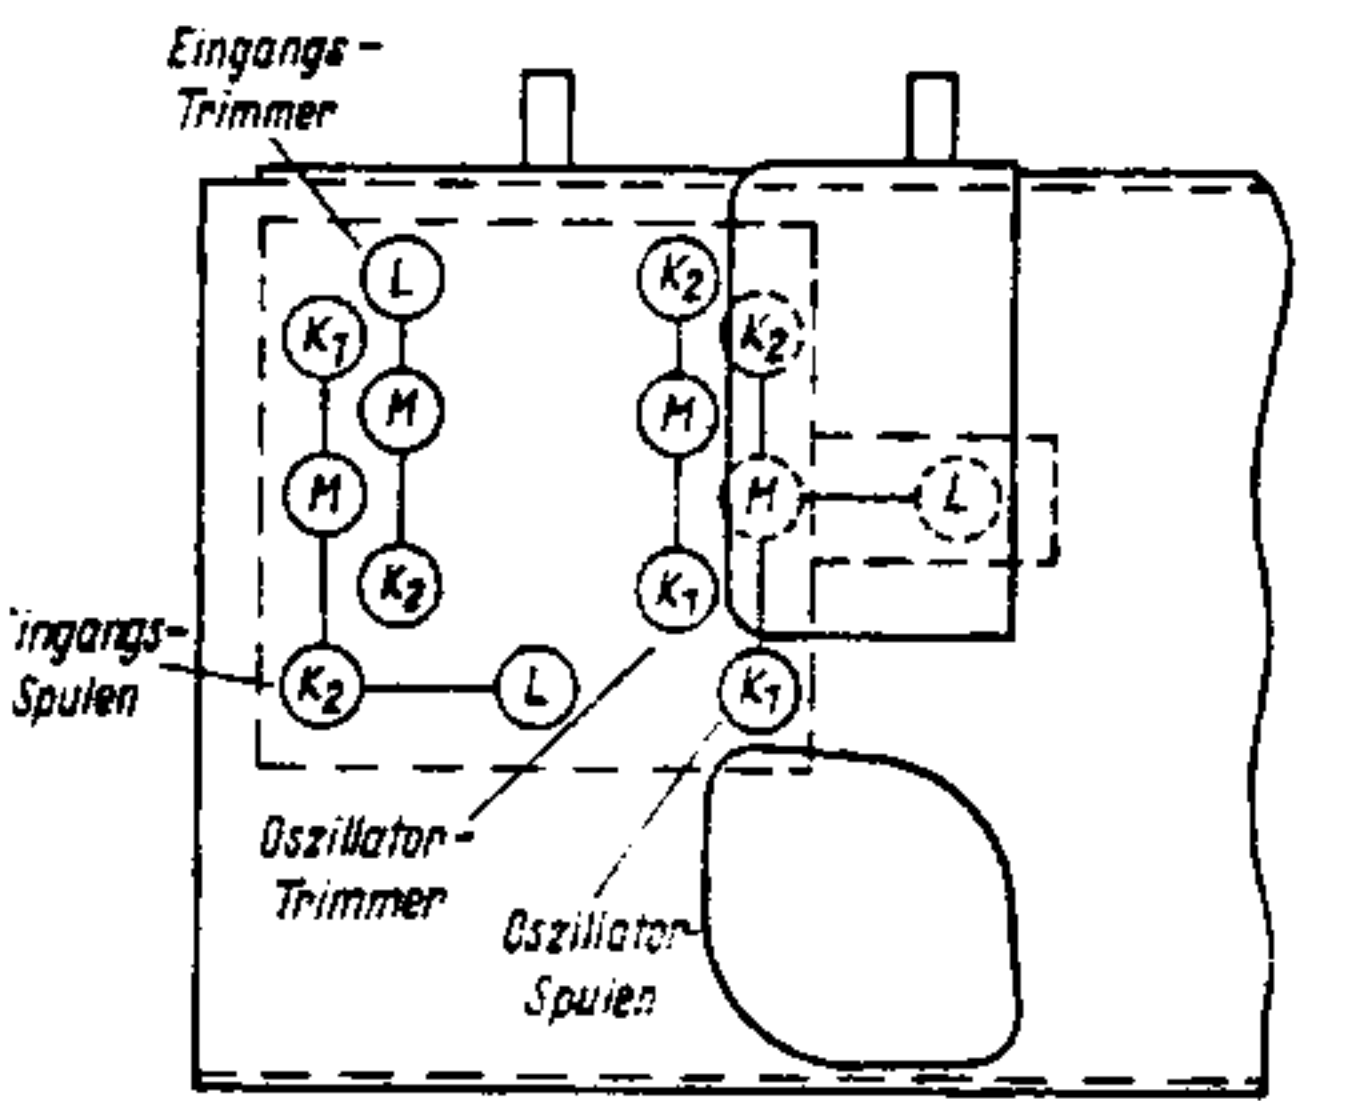 Eingangs-
Trimmer
L
K2
K1
K2
M
M
M
M
L
K2
K1
ingangs-
Spulen
K2
L
K1
Oszillator-
Trimmer
Oszillator-
Spulen